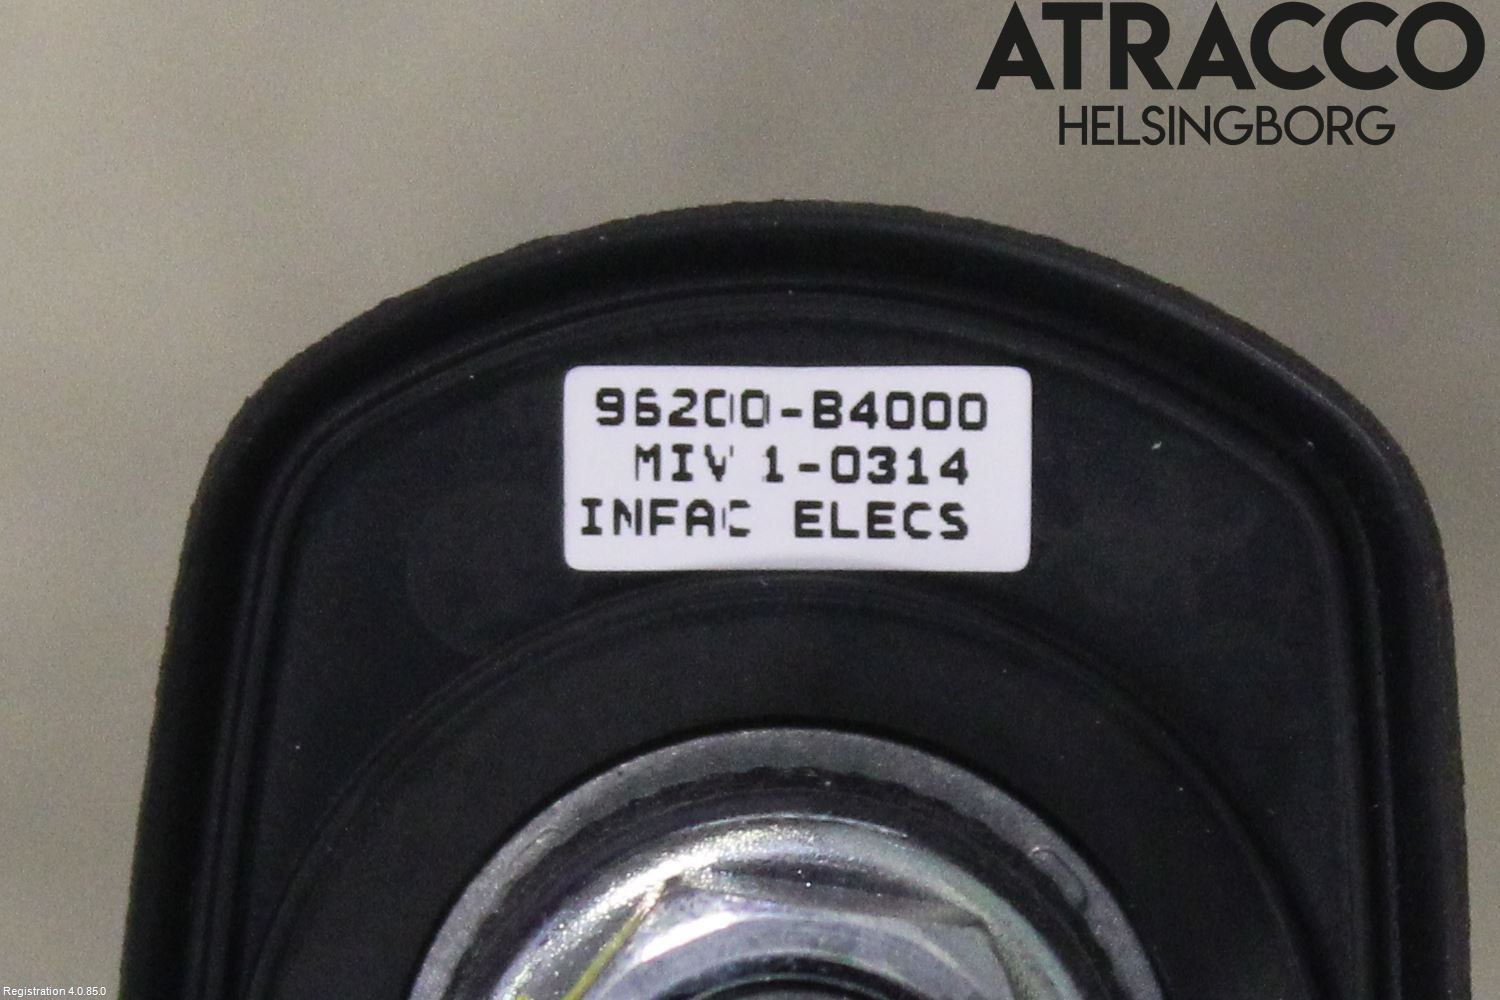 ATRACCO
HELSINGBORG
96200-B4000
MIV 1-0314
INFAC ELECS
Registration 4.0.85.0